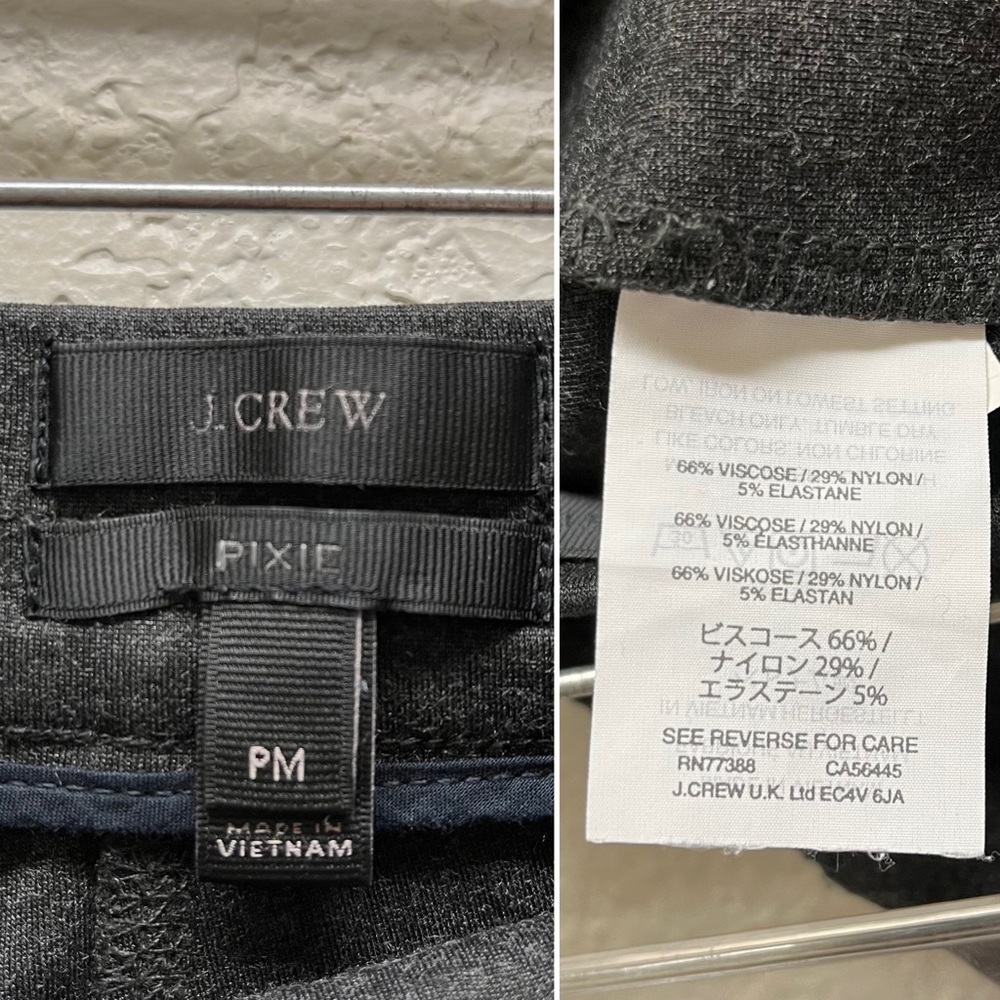 J.CREW
PIXIE
PM
MADE IN
VIETNAM
66% VISCOSE / 29% NYLON /
5% ELASTANE
66% VISCOSE / 29% NYLON /
5% ÉLASTHANNE
66% VISKOSE / 29% NYLON /
5% ELASTAN
ビスコース 66% /
ナイロン 29% /
エラステーン 5%
SEE REVERSE FOR CARE
RN77388 CA56445
J.CREW U.K. Ltd EC4V 6JA